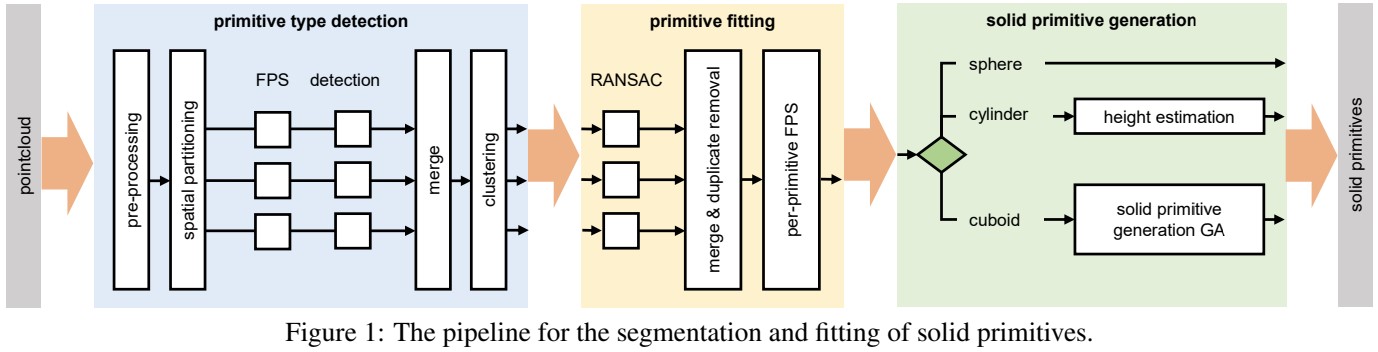 pointcloud
primitive type detection
pre-processing
spatial partitioning
FPS
detection
merge
clustering
primitive fitting
RANSAC
merge & duplicate removal
per-primitive FPS
solid primitive generation
sphere
cylinder
height estimation
cuboid
solid primitive
generation GA
solid primitives
Figure 1: The pipeline for the segmentation and fitting of solid primitives.